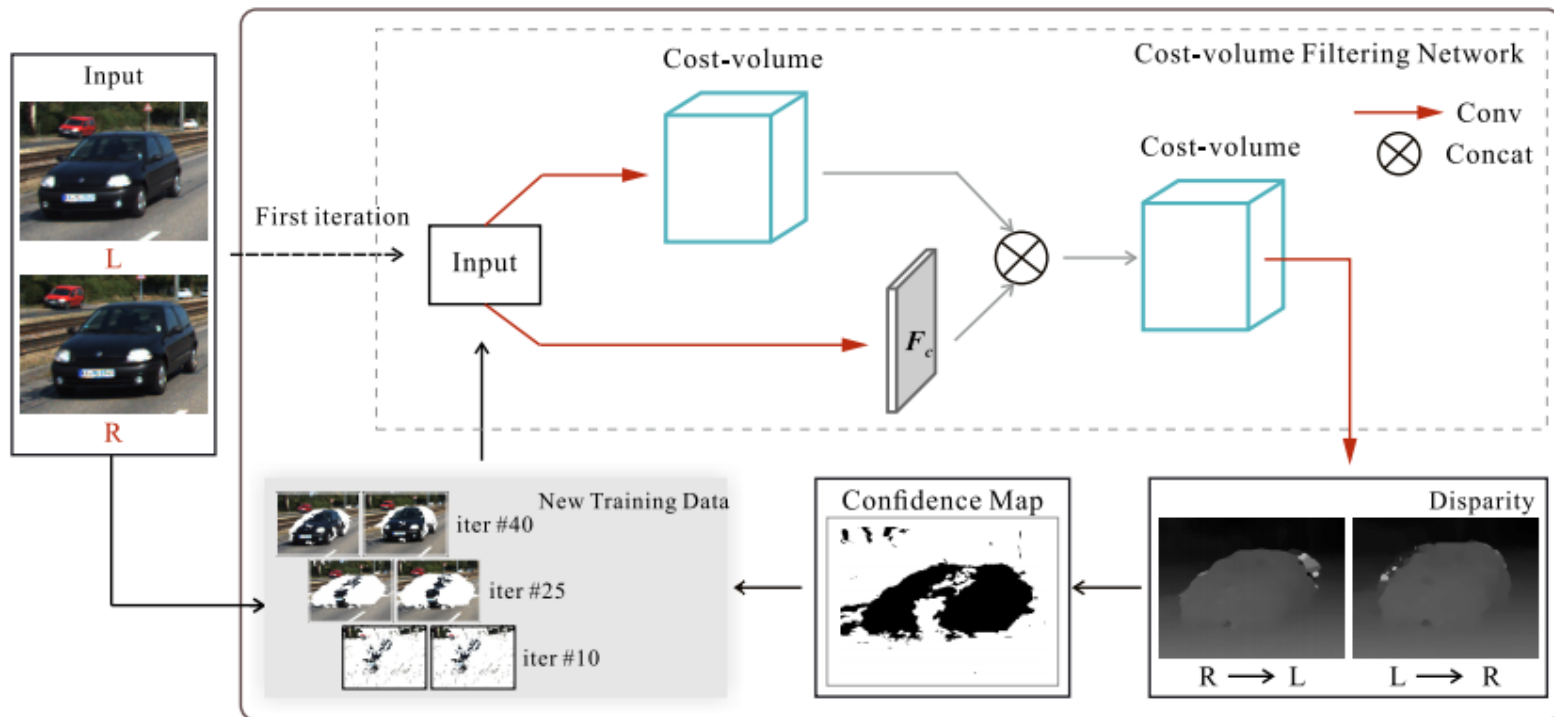 Input
L
R
First iteration
Input
Cost-volume
F c
Cost-volume
Cost-volume Filtering Network
Conv
Concat
New Training Data
iter #40
iter #25
iter #10
Confidence Map
Disparity
R → L
L → R